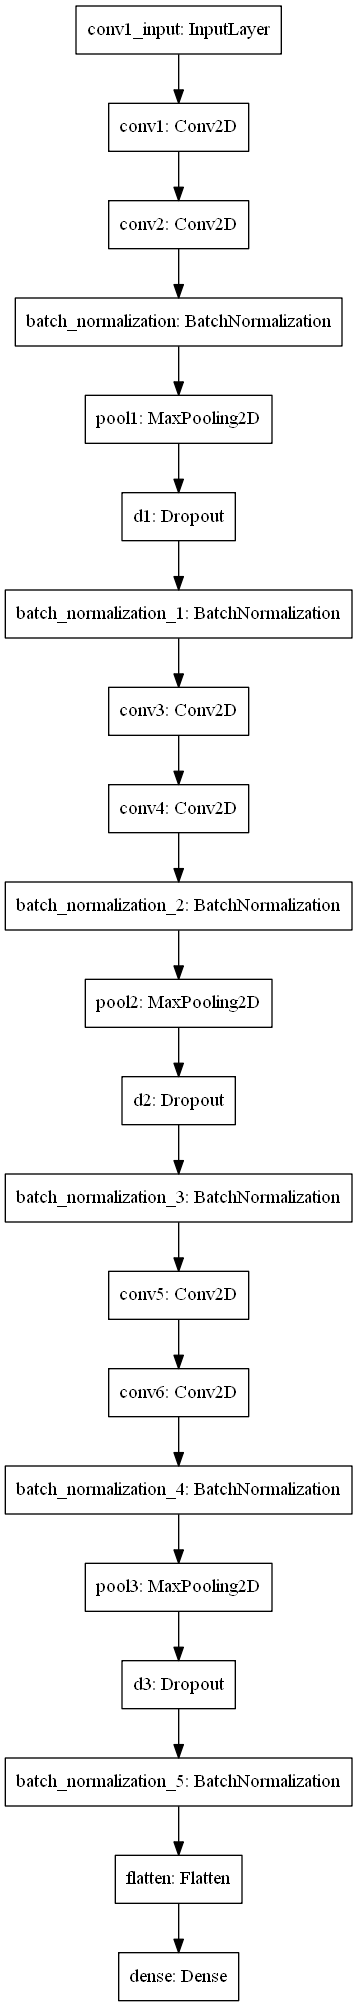 conv1_input: InputLayer
conv1: Conv2D
conv2: Conv2D
batch_normalization: BatchNormalization
pool1: MaxPooling2D
d1: Dropout
batch_normalization_1: BatchNormalization
conv3: Conv2D
conv4: Conv2D
batch_normalization_2: BatchNormalization
pool2: MaxPooling2D
d2: Dropout
batch_normalization_3: BatchNormalization
conv5: Conv2D
conv6: Conv2D
batch_normalization_4: BatchNormalization
pool3: MaxPooling2D
d3: Dropout
batch_normalization_5: BatchNormalization
flatten: Flatten
dense: Dense